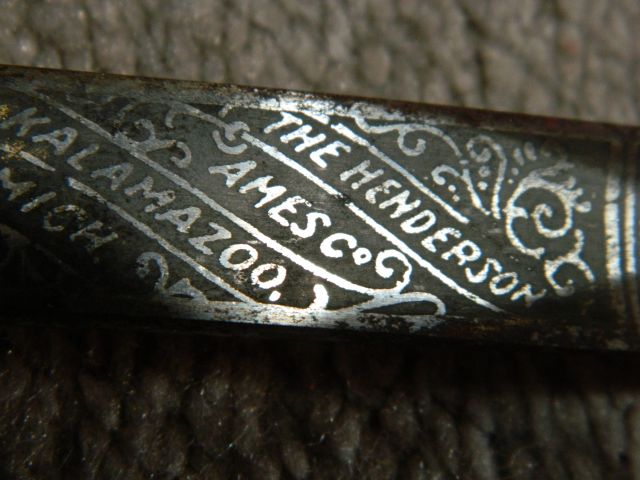 THE HENDERSON
AMES CO.
KALAMAZOO.
MICH